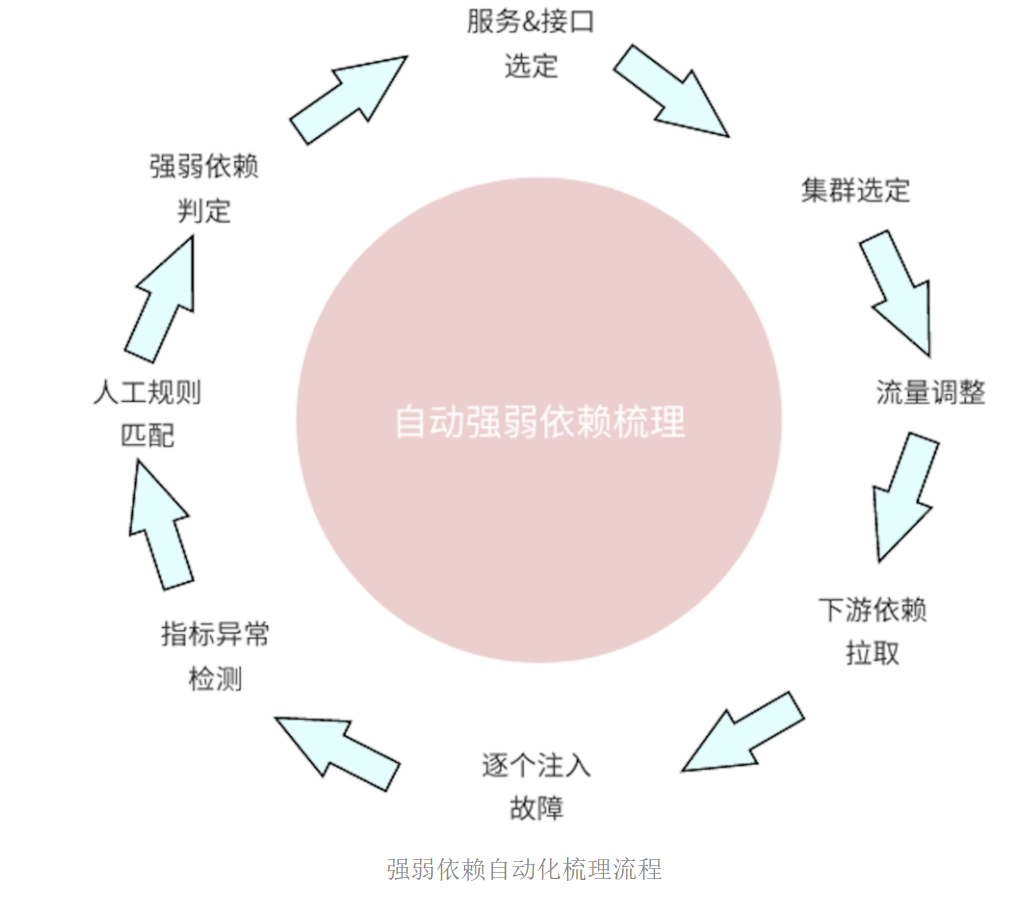 服务&接口
选定
集群选定
流量调整
下游依赖
拉取
逐个注入
故障
指标异常
检测
人工规则
匹配
强弱依赖
判定
自动强弱依赖梳理
强弱依赖自动化梳理流程